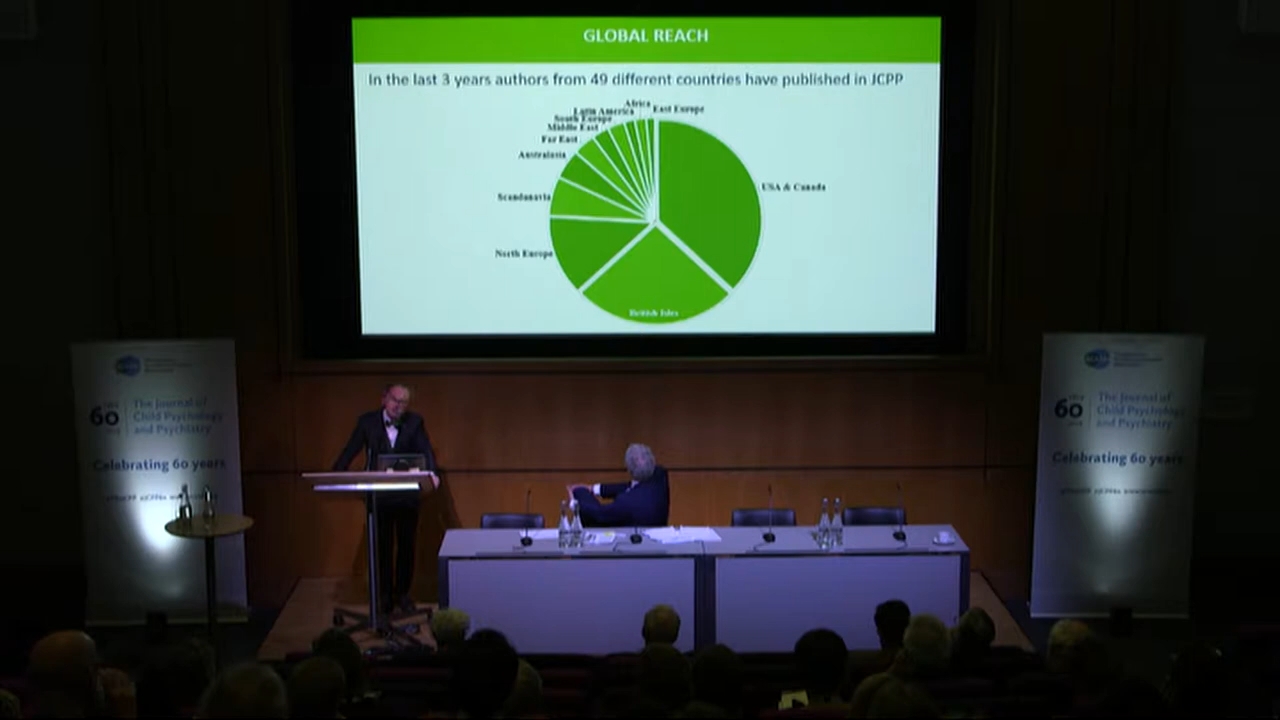 GLOBAL REACH
In the last 3 years authors from 49 different countries have published in JCPP
Africa
Latin America
East Europe
South Europe
Middle East
Far East
Australasia
USA & Canada
Scandanavia
North Europe
British Isles
60
The Journal of
Child Psychology
and Psychiatry
Celebrating 60 years
60
The Journal of
Child Psychology
and Psychiatry
Celebrating 60 years